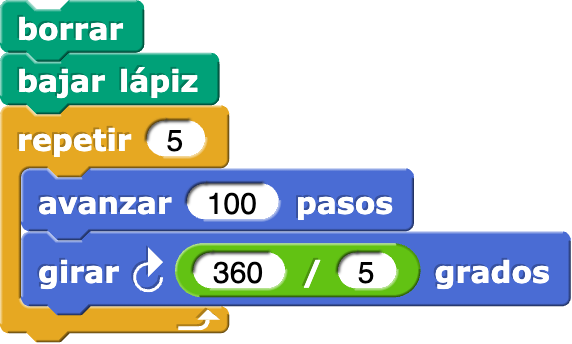 borrar
bajar lápiz
repetir 5
avanzar 100 pasos
girar 360 / 5 grados